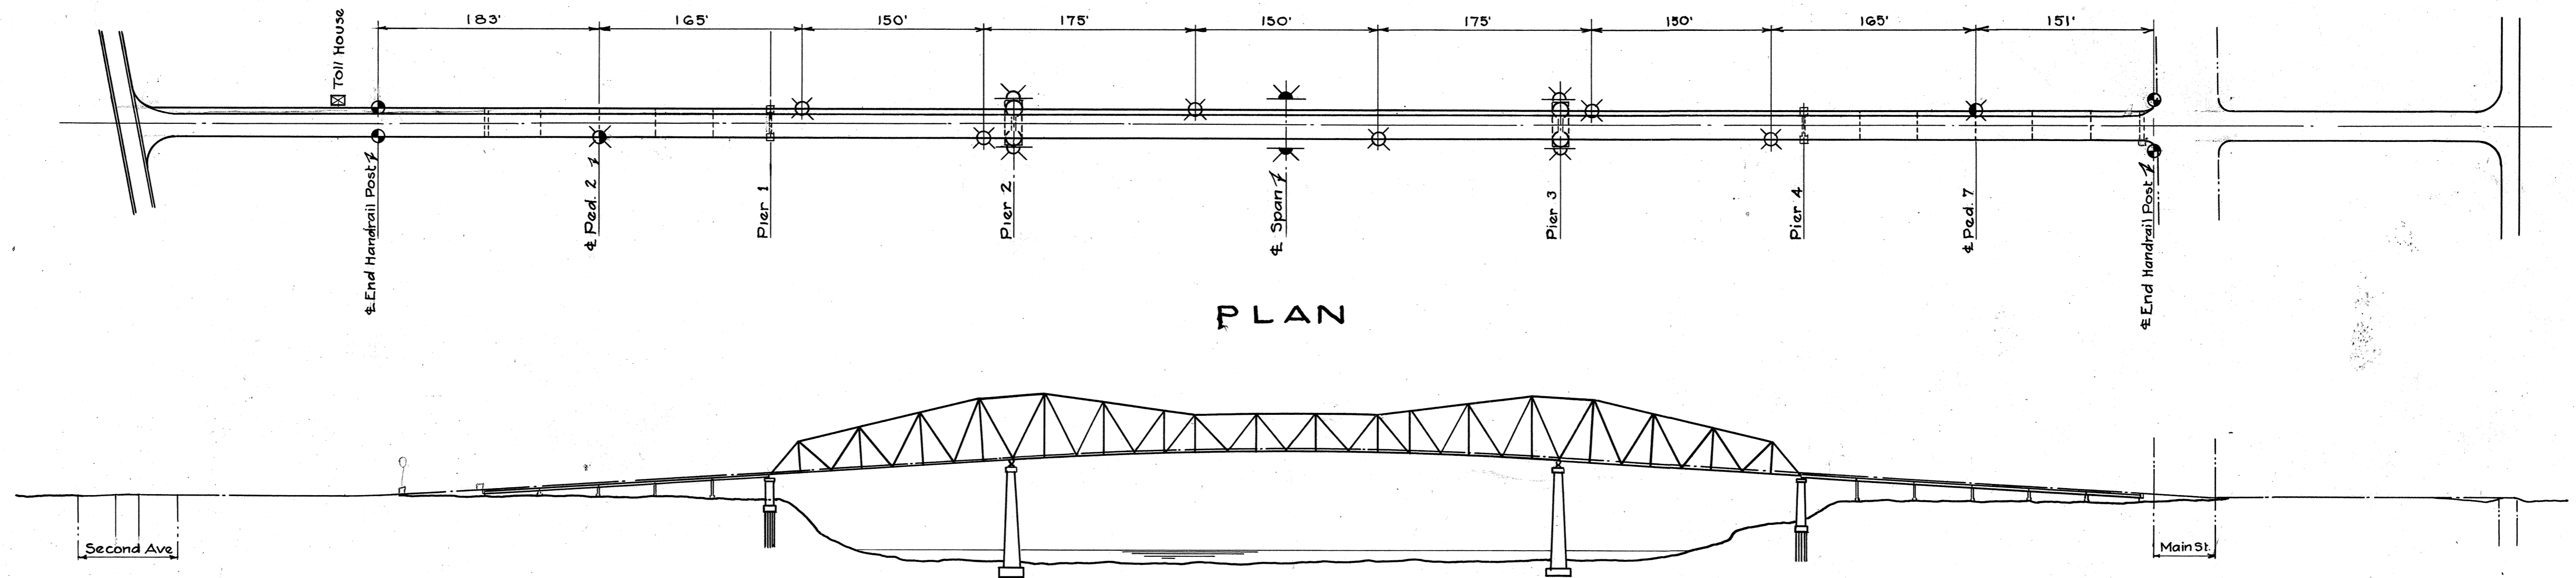 183' 165' 150' 175' 150' 175' 150' 165' 151'
Toll House
℄ End Handrail Post
℄ Ped. 2
Pier 1
Pier 2
℄ Span
Pier 3
Pier 4
℄ Ped. 7
℄ End Handrail Post
PLAN
Second Ave
Main St.